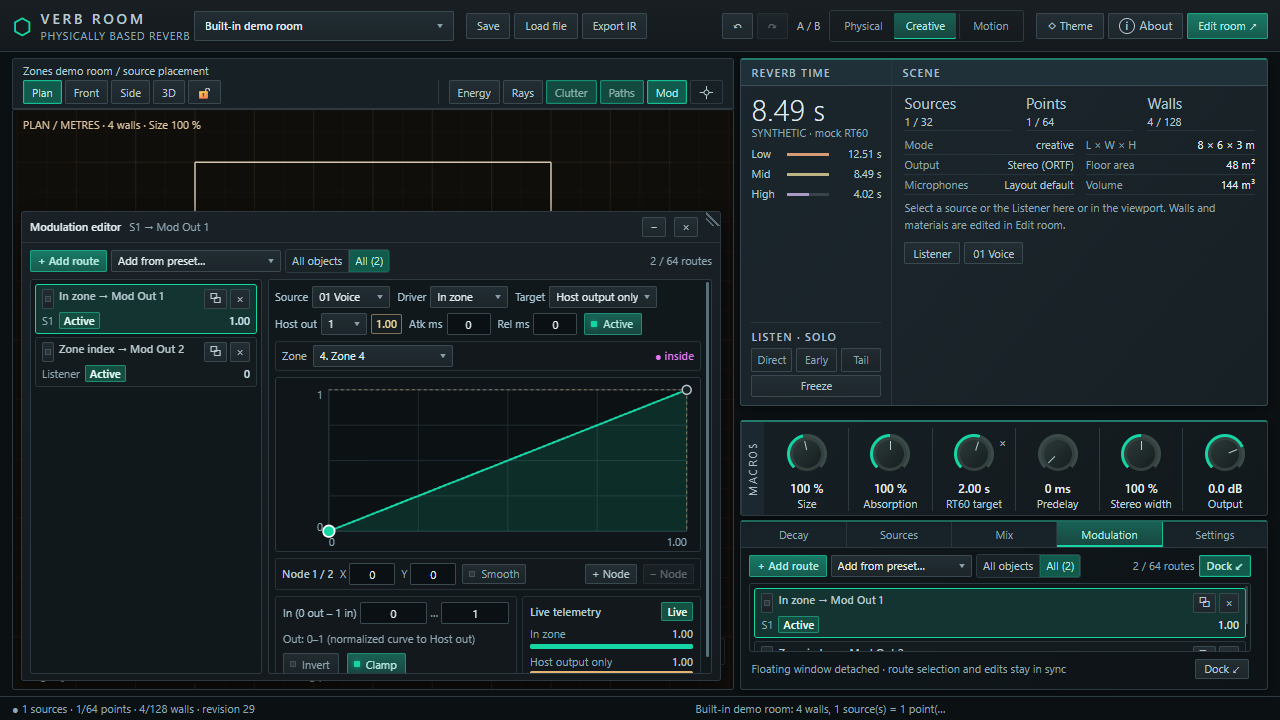 VERB ROOM
PHYSICALLY BASED REVERB
Built-in demo room
Save
Load file
Export IR
A / B
Physical
Creative
Motion
Theme
About
Edit room ↗
Zones demo room / source placement
Plan
Front
Side
3D
Energy
Rays
Clutter
Paths
Mod
PLAN / METRES · 4 walls · Size 100 %
Modulation editor S1 → Mod Out 1
+ Add route
Add from preset...
All objects
All (2)
2 / 64 routes
In zone → Mod Out 1
S1 Active 1.00
Zone index → Mod Out 2
Listener Active 0
Source 01 Voice Driver In zone Target Host output only
Host out 1 1.00 Atk ms 0 Rel ms 0 Active
Zone 4. Zone 4 ● inside
1
0
0 1.00
Node 1 / 2 X 0 Y 0 Smooth + Node − Node
In (0 out – 1 in) 0 ... 1
Out: 0–1 (normalized curve to Host out)
Invert Clamp
Live telemetry Live
In zone 1.00
Host output only 1.00
REVERB TIME
8.49 s
SYNTHETIC · mock RT60
Low 12.51 s
Mid 8.49 s
High 4.02 s
LISTEN · SOLO
Direct Early Tail
Freeze
SCENE
Sources Points Walls
1 / 32 1 / 64 4 / 128
Mode creative L × W × H 8 × 6 × 3 m
Output Stereo (ORTF) Floor area 48 m²
Microphones Layout default Volume 144 m³
Select a source or the Listener here or in the viewport. Walls and
materials are edited in Edit room.
Listener 01 Voice
MACROS
100 % 100 % 2.00 s 0 ms 100 % 0.0 dB
Size Absorption RT60 target Predelay Stereo width Output
Decay Sources Mix Modulation Settings
+ Add route Add from preset... All objects All (2) 2 / 64 routes Dock ↙
In zone → Mod Out 1
S1 Active 1.00
Floating window detached · route selection and edits stay in sync Dock ↙
● 1 sources · 1/64 points · 4/128 walls · revision 29
Built-in demo room: 4 walls, 1 source(s) = 1 point(...